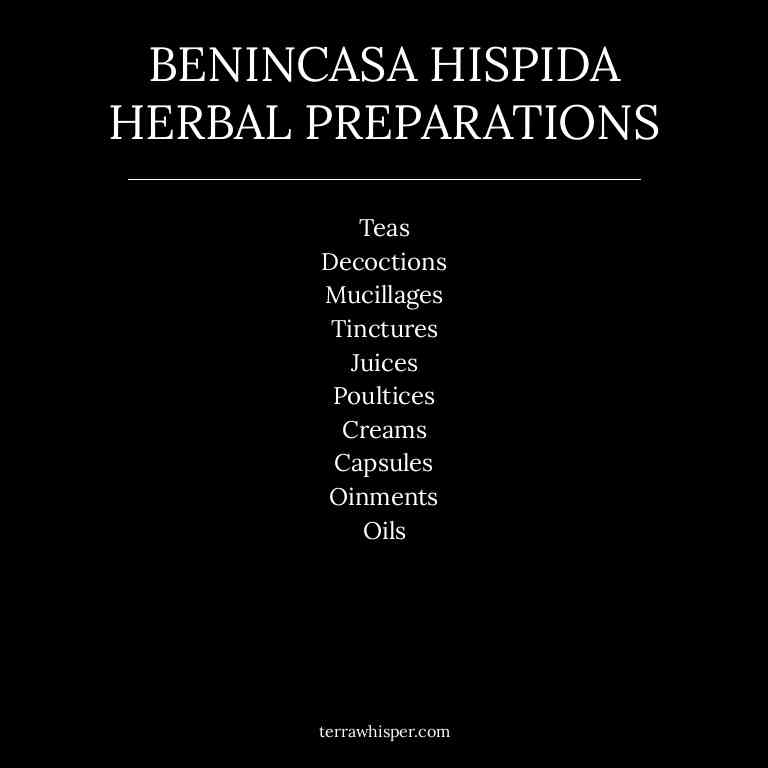 BENINCASA HISPIDA
HERBAL PREPARATIONS
Teas
Decoctions
Mucillages
Tinctures
Juices
Poultices
Creams
Capsules
Oinments
Oils
terrawhisper.com